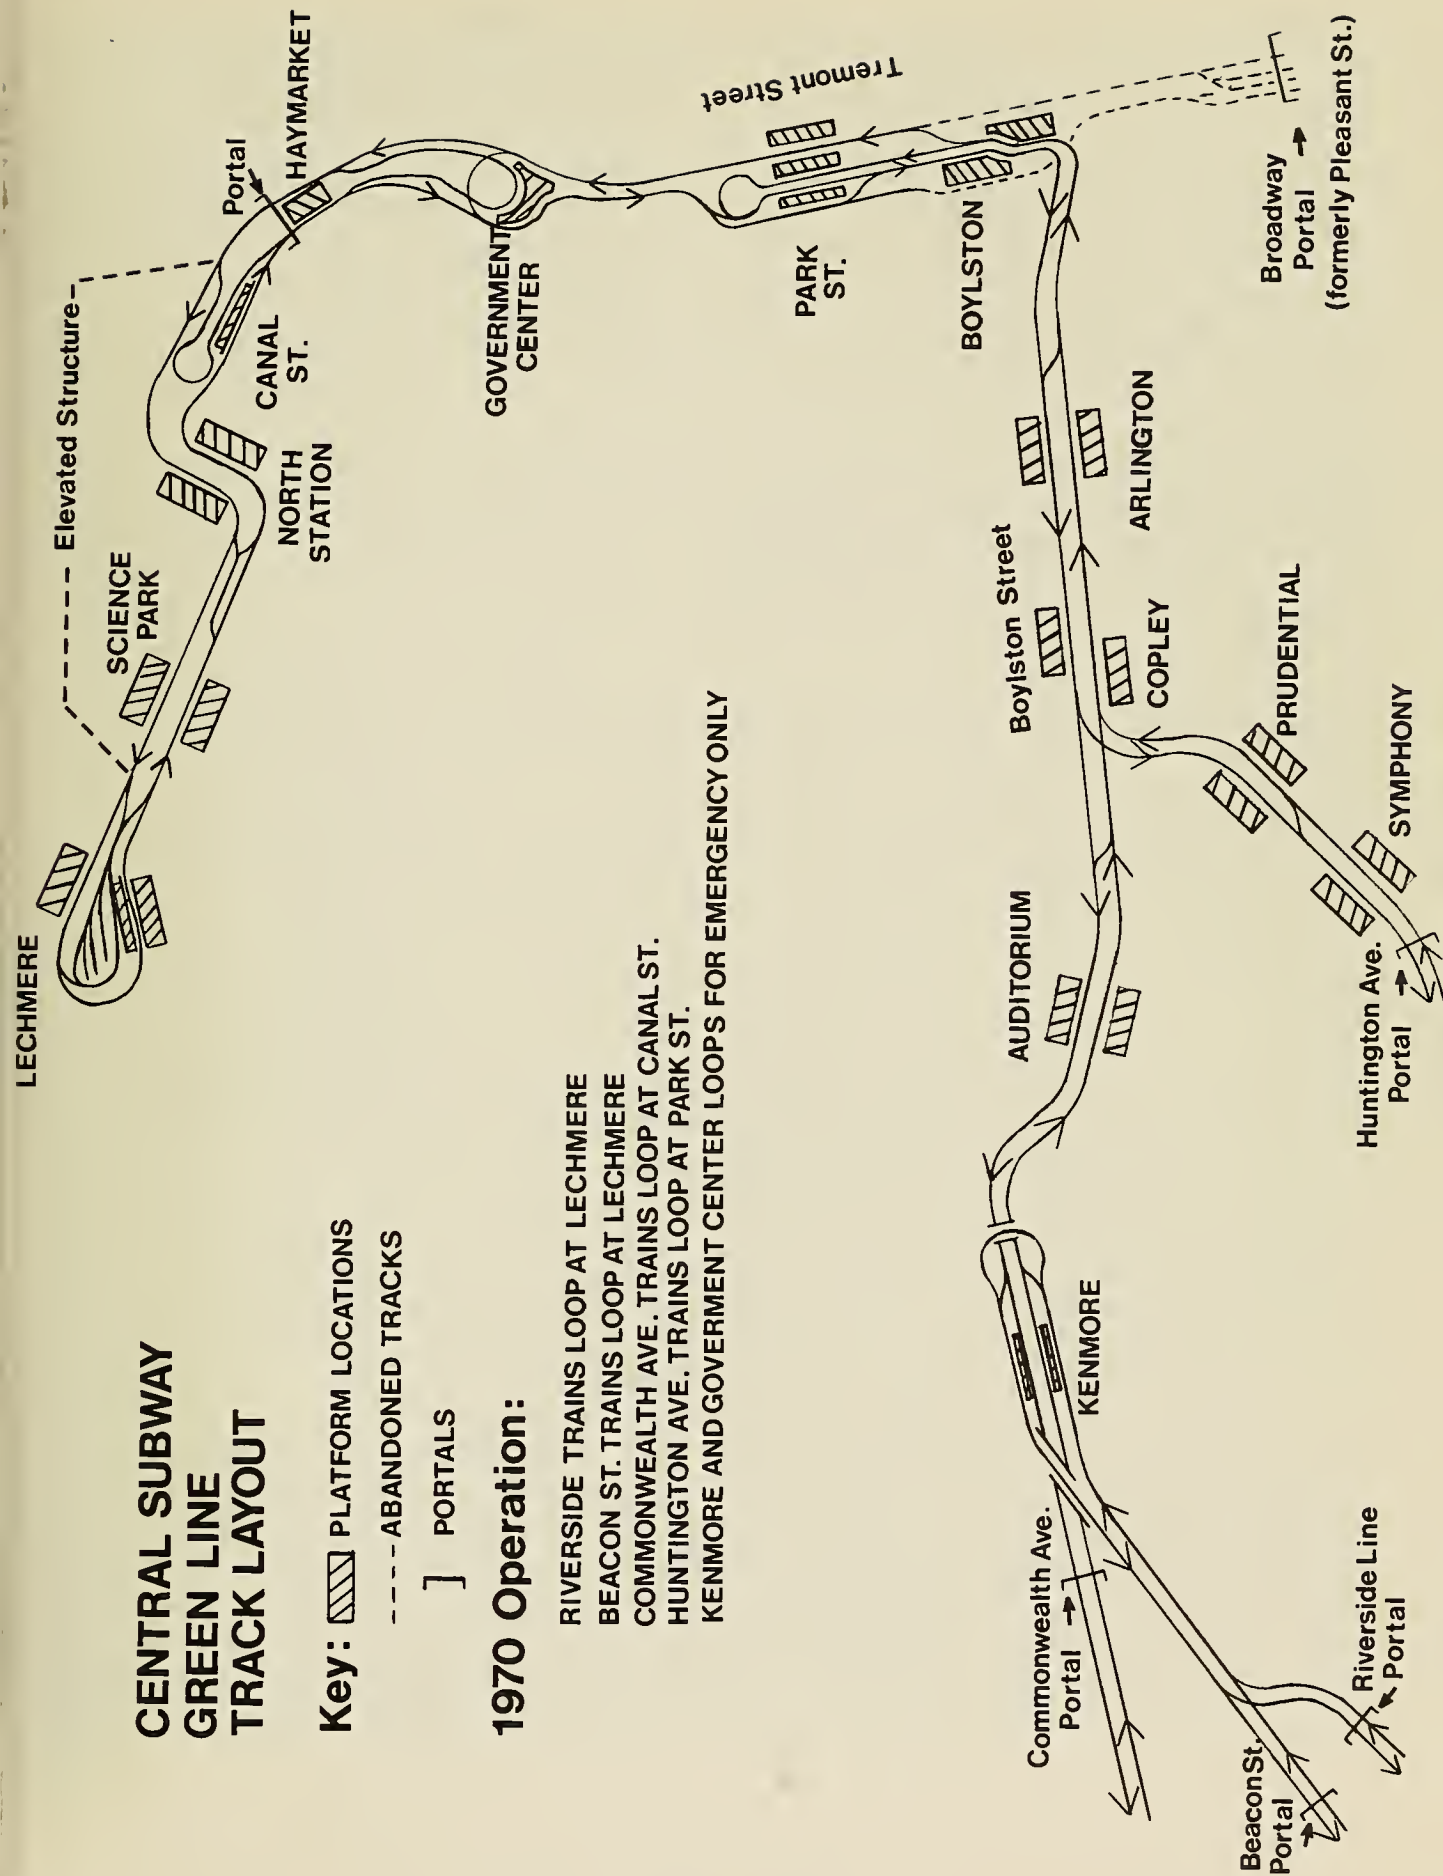 CENTRAL SUBWAY
GREEN LINE
TRACK LAYOUT
Key:
PLATFORM LOCATIONS
---- ABANDONED TRACKS
] PORTALS
1970 Operation:
RIVERSIDE TRAINS LOOP AT LECHMERE
BEACON ST. TRAINS LOOP AT LECHMERE
COMMONWEALTH AVE. TRAINS LOOP AT CANAL ST.
HUNTINGTON AVE. TRAINS LOOP AT PARK ST.
KENMORE AND GOVERMENT CENTER LOOPS FOR EMERGENCY ONLY
LECHMERE
SCIENCE
PARK
Elevated Structure
NORTH
STATION
CANAL
ST.
Portal
HAYMARKET
GOVERNMENT
CENTER
Tremont Street
PARK
ST.
BOYLSTON
Broadway
Portal
(formerly Pleasant St.)
ARLINGTON
Boylston Street
COPLEY
PRUDENTIAL
SYMPHONY
Huntington Ave.
Portal
AUDITORIUM
KENMORE
Commonwealth Ave.
Portal
Beacon St.
Portal
Riverside Line
Portal